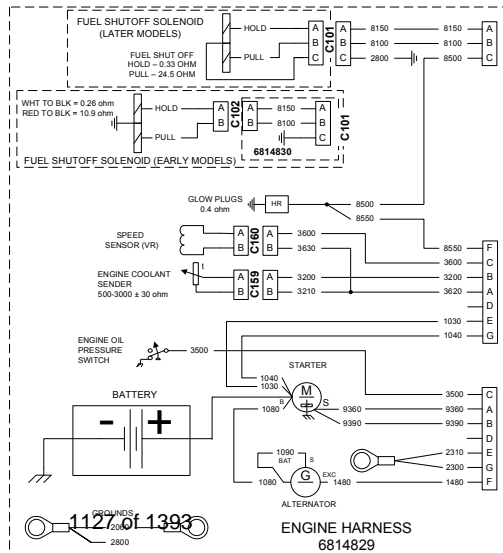 FUEL SHUTOFF SOLENOID
(LATER MODELS)
HOLD
PULL
FUEL SHUT OFF
HOLD – 0.33 OHM
PULL – 24.5 OHM
A
B
C
C101
A
B
C
8150
8100
2800
8150
8100
8500
A
B
C
WHT TO BLK = 0.26 ohm
RED TO BLK = 10.9 ohm
HOLD
PULL
A
B
C102
A
B
8150
8100
6814830
A
B
C
C101
FUEL SHUTOFF SOLENOID (EARLY MODELS)
GLOW PLUGS
0.4 ohm
HR
8500
8550
SPEED
SENSOR (VR)
A
B
C160
A
B
3600
3630
ENGINE COOLANT
SENDER
500-3000 ± 30 ohm
t
A
B
C159
A
B
3200
3210
8550
3600
3200
3620
1030
1040
F
C
B
A
D
E
G
ENGINE OIL
PRESSURE
SWITCH
3500
1040
1030
1080
B
STARTER
M
S
9360
9390
BATTERY
- +
1090
BAT
S
1080
G
EXC
1480
ALTERNATOR
3500
9360
9390
2310
2300
1480
C
A
B
D
E
G
F
GROUNDS
2060
2800
1127 of 1393
ENGINE HARNESS
6814829